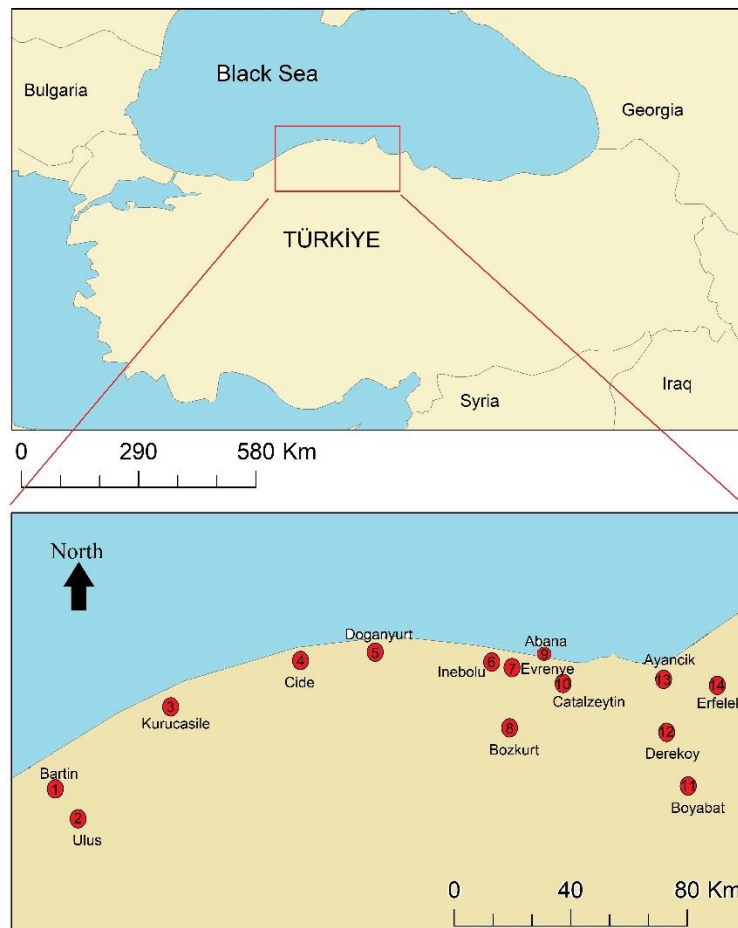 Black Sea
Bulgaria
Georgia
TÜRKİYE
Syria
Iraq
0 290 580 Km
North
Doganyurt
5
Abana
9
4
Cide
Inebolu
6
7
Evrenye
Ayancik
13
10
Catalzeytin
14
Erfelek
3
Kurucasile
8
Bozkurt
12
Derekoy
Bartin
1
11
Boyabat
2
Ulus
0 40 80 Km